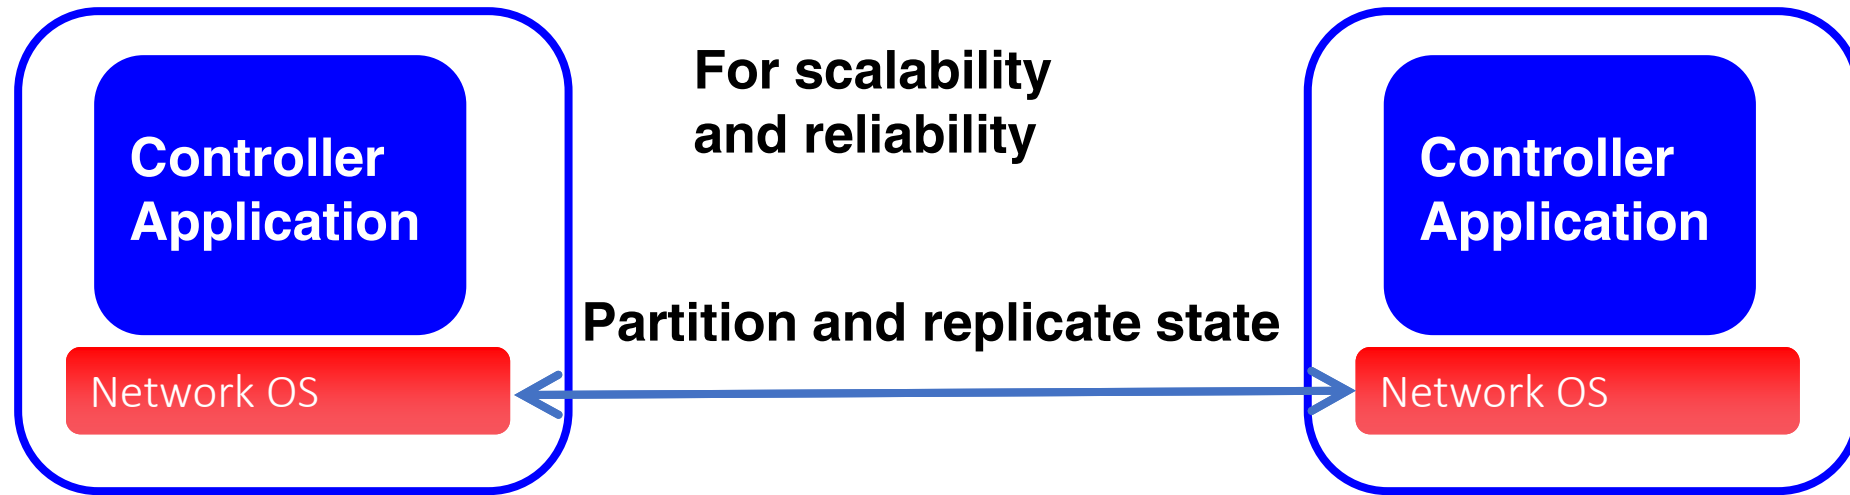 For scalability
and reliability
Controller
Application
Controller
Application
Partition and replicate state
Network OS
Network OS